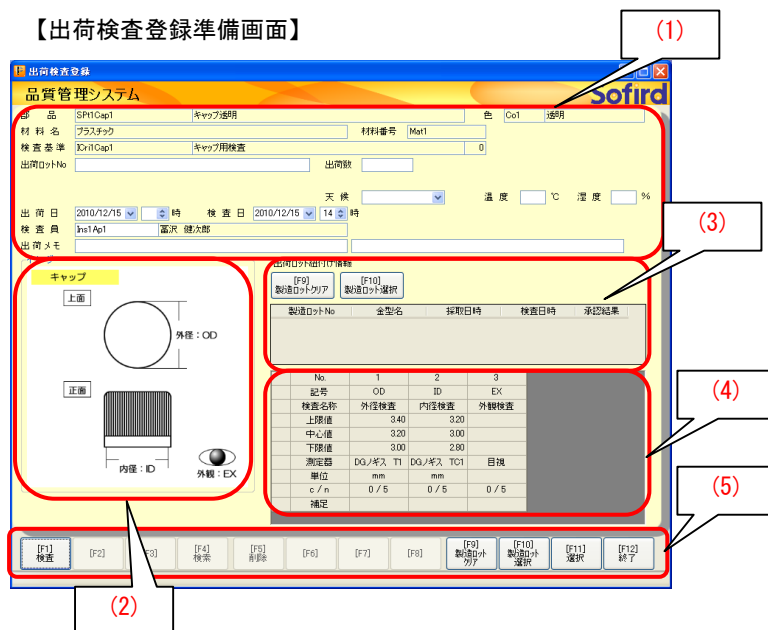 【出荷検査登録準備画面】
(1)
出荷検査登録
品質管理システム
Sofird
部 品 SPt1Cap1 キャップ透明 色 Co1 透明
材 料 名 プラスチック 材料番号 Mat1
検 査 基 準 ICri1Cap1 キャップ用検査 0
出荷ロットNo 出荷数
天 候 温 度 ℃ 湿 度 %
出 荷 日 2010/12/15 時 検 査 日 2010/12/15 14 時
検 査 員 Ins1Ap1 富沢 健次郎
出 荷 メ モ
(3)
キャップ
上面
外径:OD
正面
内径:ID
外観:EX
出荷ロット紐付け情報
[F9]
製造ロットクリア
[F10]
製造ロット選択
製造ロットNo 金型名 採取日時 検査日時 承認結果
No. 1 2 3
記号 OD ID EX
検査名称 外径検査 内径検査 外観検査
上限値 3.40 3.20
中心値 3.20 3.00
下限値 3.00 2.80
測定器 DGノギス T1 DGノギス TC1 目視
単位 mm mm
c / n 0 / 5 0 / 5 0 / 5
補足
(4)
(5)
[F1]
検査
[F2]
[F3]
[F4]
検索
[F5]
削除
[F6]
[F7]
[F8]
[F9]
製造ロット
クリア
[F10]
製造ロット
選択
[F11]
選択
[F12]
終了
(2)